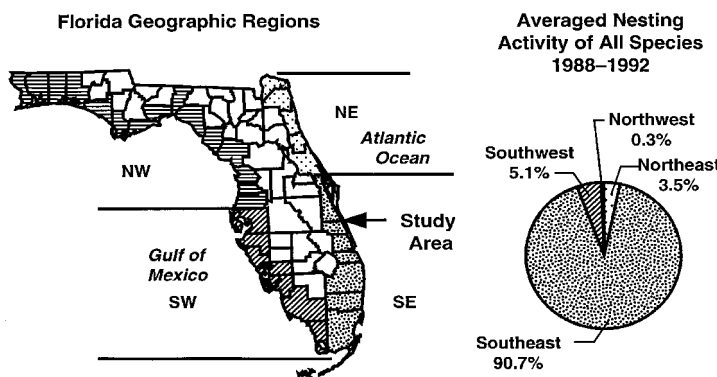 Florida Geographic Regions
NE
Atlantic
Ocean
NW
Study
Area
Gulf of
Mexico
SW
SE
Averaged Nesting
Activity of All Species
1988–1992
Northwest
0.3%
Southwest
5.1%
Northeast
3.5%
Southeast
90.7%